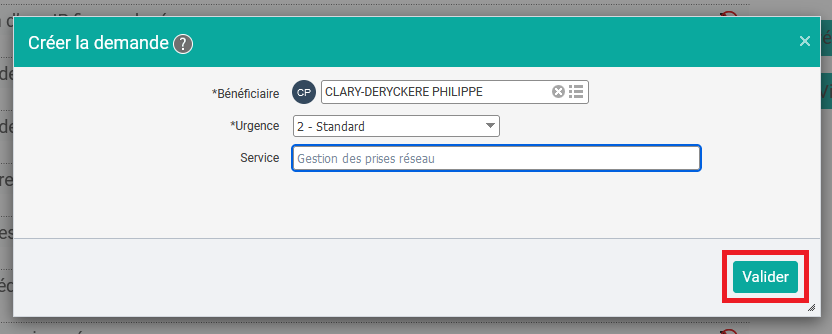 Créer la demande ?
*Bénéficiaire CP CLARY-DERYCKERE PHILIPPE
*Urgence 2 - Standard
Service Gestion des prises réseau
Valider